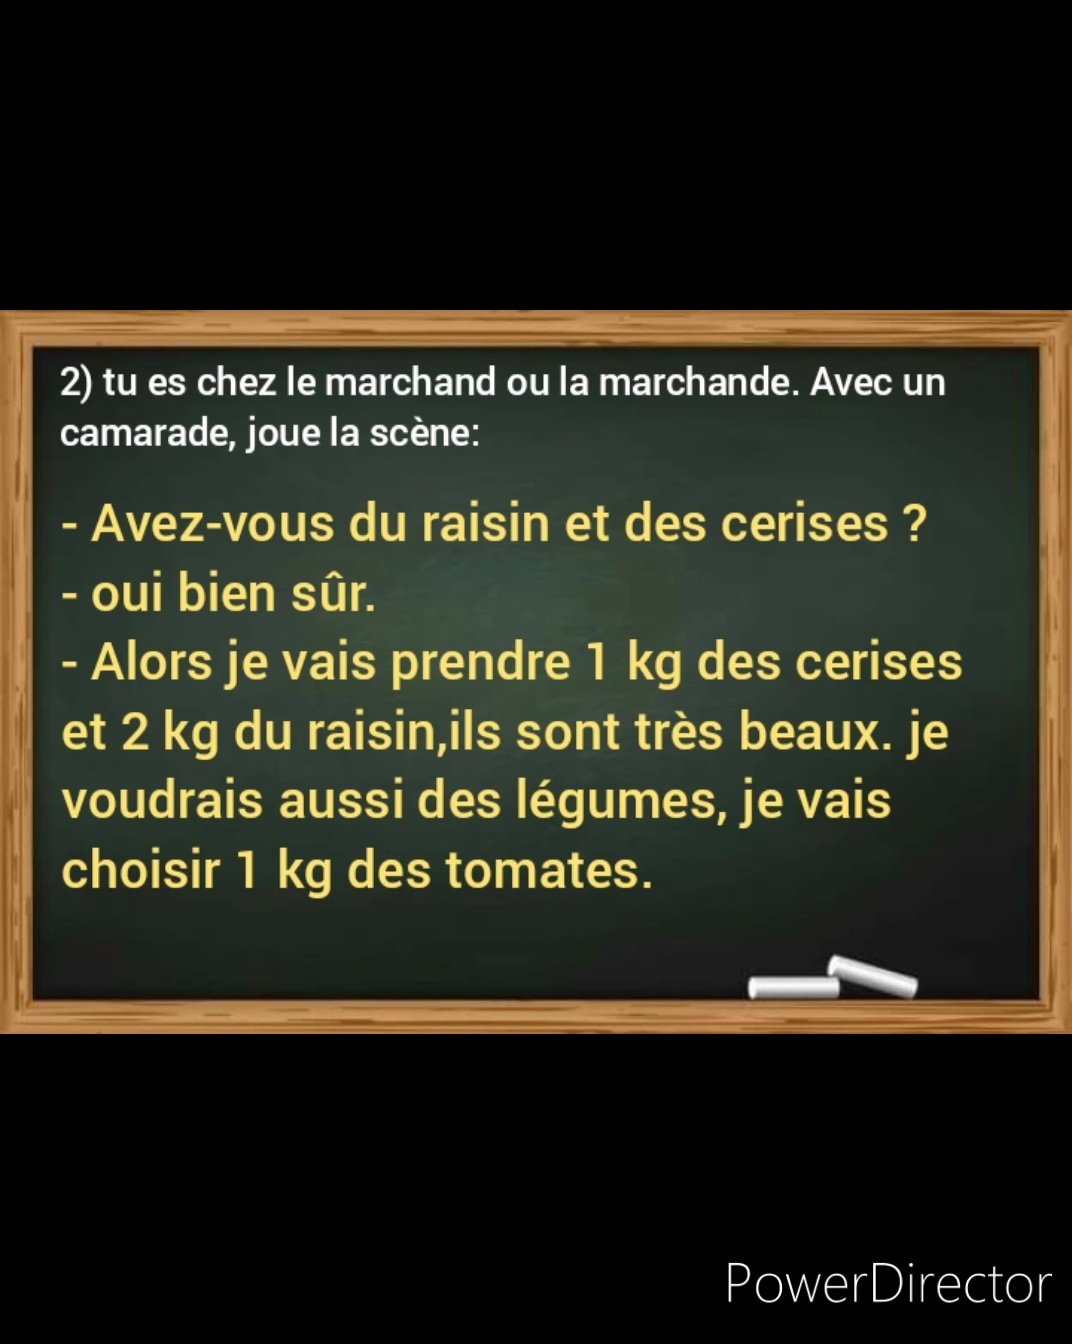 2) tu es chez le marchand ou la marchande. Avec un
camarade, joue la scène:
- Avez-vous du raisin et des cerises ?
- oui bien sûr.
- Alors je vais prendre 1 kg des cerises
et 2 kg du raisin,ils sont très beaux. je
voudrais aussi des légumes, je vais
choisir 1 kg des tomates.
PowerDirector